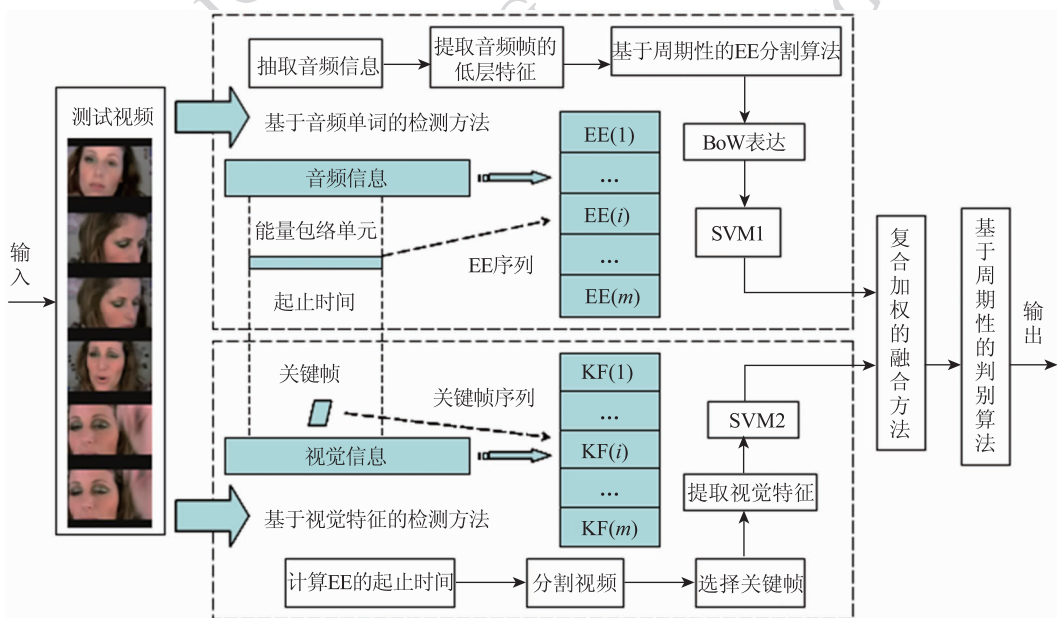 输
入
测试视频
抽取音频信息
提取音频帧的
低层特征
基于周期性的EE分割算法
基于音频单词的检测方法
音频信息
能量包络单元
起止时间
EE序列
EE(1)
...
EE(i)
...
EE(m)
BoW表达
SVM1
关键帧
关键帧序列
视觉信息
基于视觉特征的检测方法
KF(1)
...
KF(i)
...
KF(m)
SVM2
提取视觉特征
计算EE的起止时间
分割视频
选择关键帧
复合加权的融合方法
基于周期性的判别算法
输
出